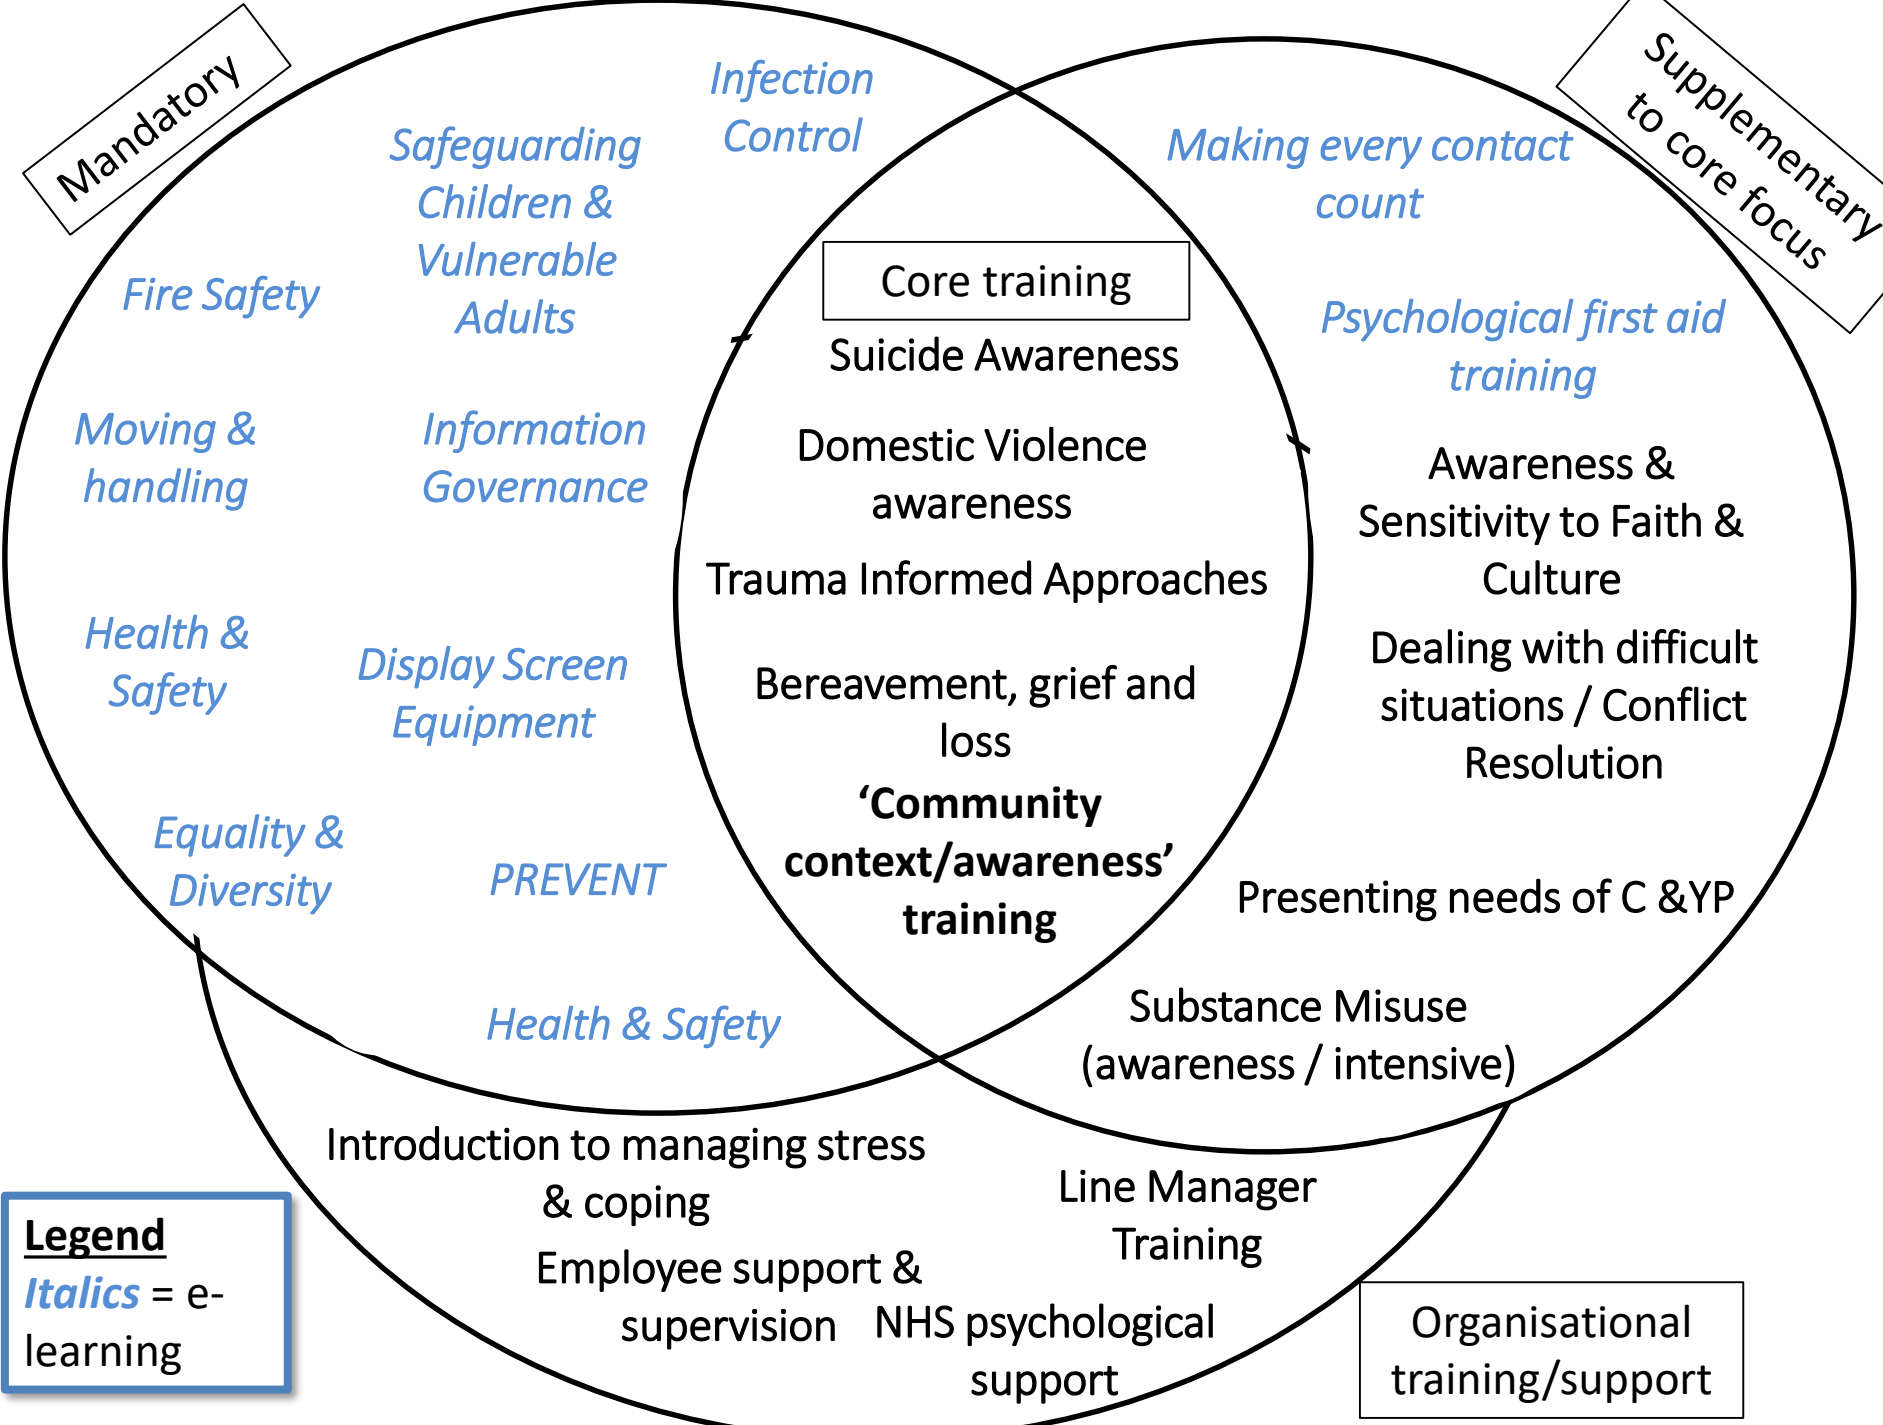 Mandatory
Infection
Control
Safeguarding
Children &
Vulnerable
Adults
Fire Safety
Moving &
handling
Information
Governance
Health &
Safety
Display Screen
Equipment
Equality &
Diversity
PREVENT
Health & Safety
Core training
Suicide Awareness
Domestic Violence
awareness
Trauma Informed Approaches
Bereavement, grief and
loss
‘Community
context/awareness’
training
Supplementary
to core focus
Making every contact
count
Psychological first aid
training
Awareness &
Sensitivity to Faith &
Culture
Dealing with difficult
situations / Conflict
Resolution
Presenting needs of C &YP
Substance Misuse
(awareness / intensive)
Introduction to managing stress
& coping
Employee support &
supervision
Line Manager
Training
NHS psychological
support
Organisational
training/support
Legend
Italics = e-
learning